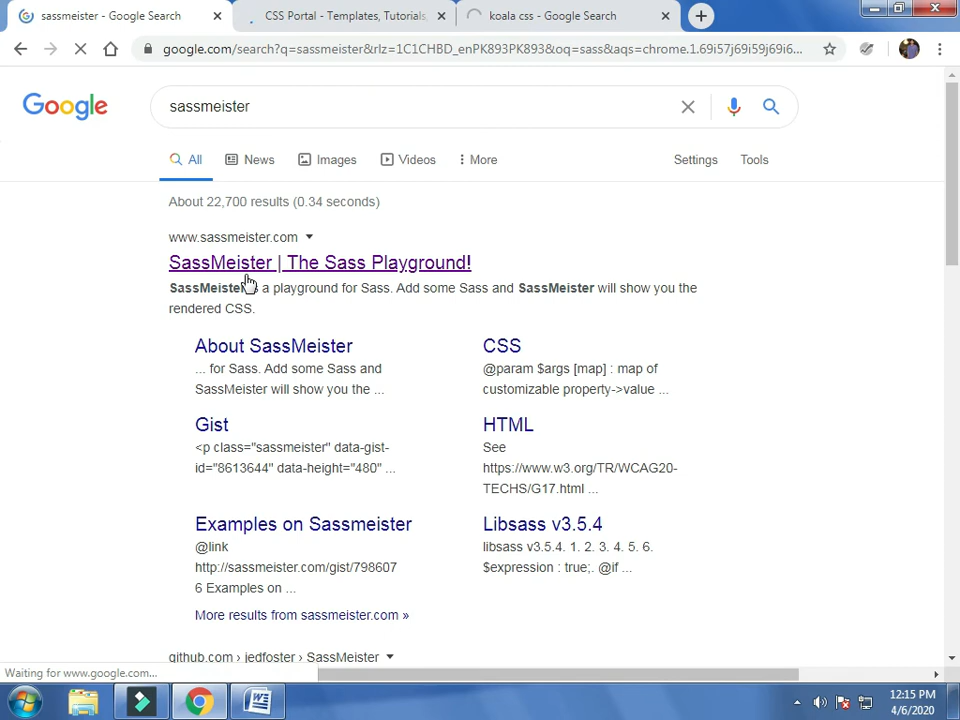 sassmeister - Google Search
CSS Portal - Templates, Tutorials,
koala css - Google Search
google.com/search?q=sassmeister&rlz=1C1CHBD_enPK893PK893&oq=sass&aqs=chrome.1.69i57j69i59j69i6...
Google
sassmeister
All
News
Images
Videos
More
Settings
Tools
About 22,700 results (0.34 seconds)
www.sassmeister.com
SassMeister | The Sass Playground!
SassMeister is a playground for Sass. Add some Sass and SassMeister will show you the
rendered CSS.
About SassMeister
... for Sass. Add some Sass and
SassMeister will show you the ...
CSS
@param $args [map] : map of
customizable property->value ...
Gist
<p class="sassmeister" data-gist-
id="8613644" data-height="480" ...
HTML
See
https://www.w3.org/TR/WCAG20-
TECHS/G17.html ...
Examples on Sassmeister
@link
http://sassmeister.com/gist/798607
6 Examples on ...
Libsass v3.5.4
libsass v3.5.4. 1. 2. 3. 4. 5. 6.
$expression : true;. @if ...
More results from sassmeister.com »
github.com › jedfoster › SassMeister
Waiting for www.google.com...
12:15 PM
4/6/2020